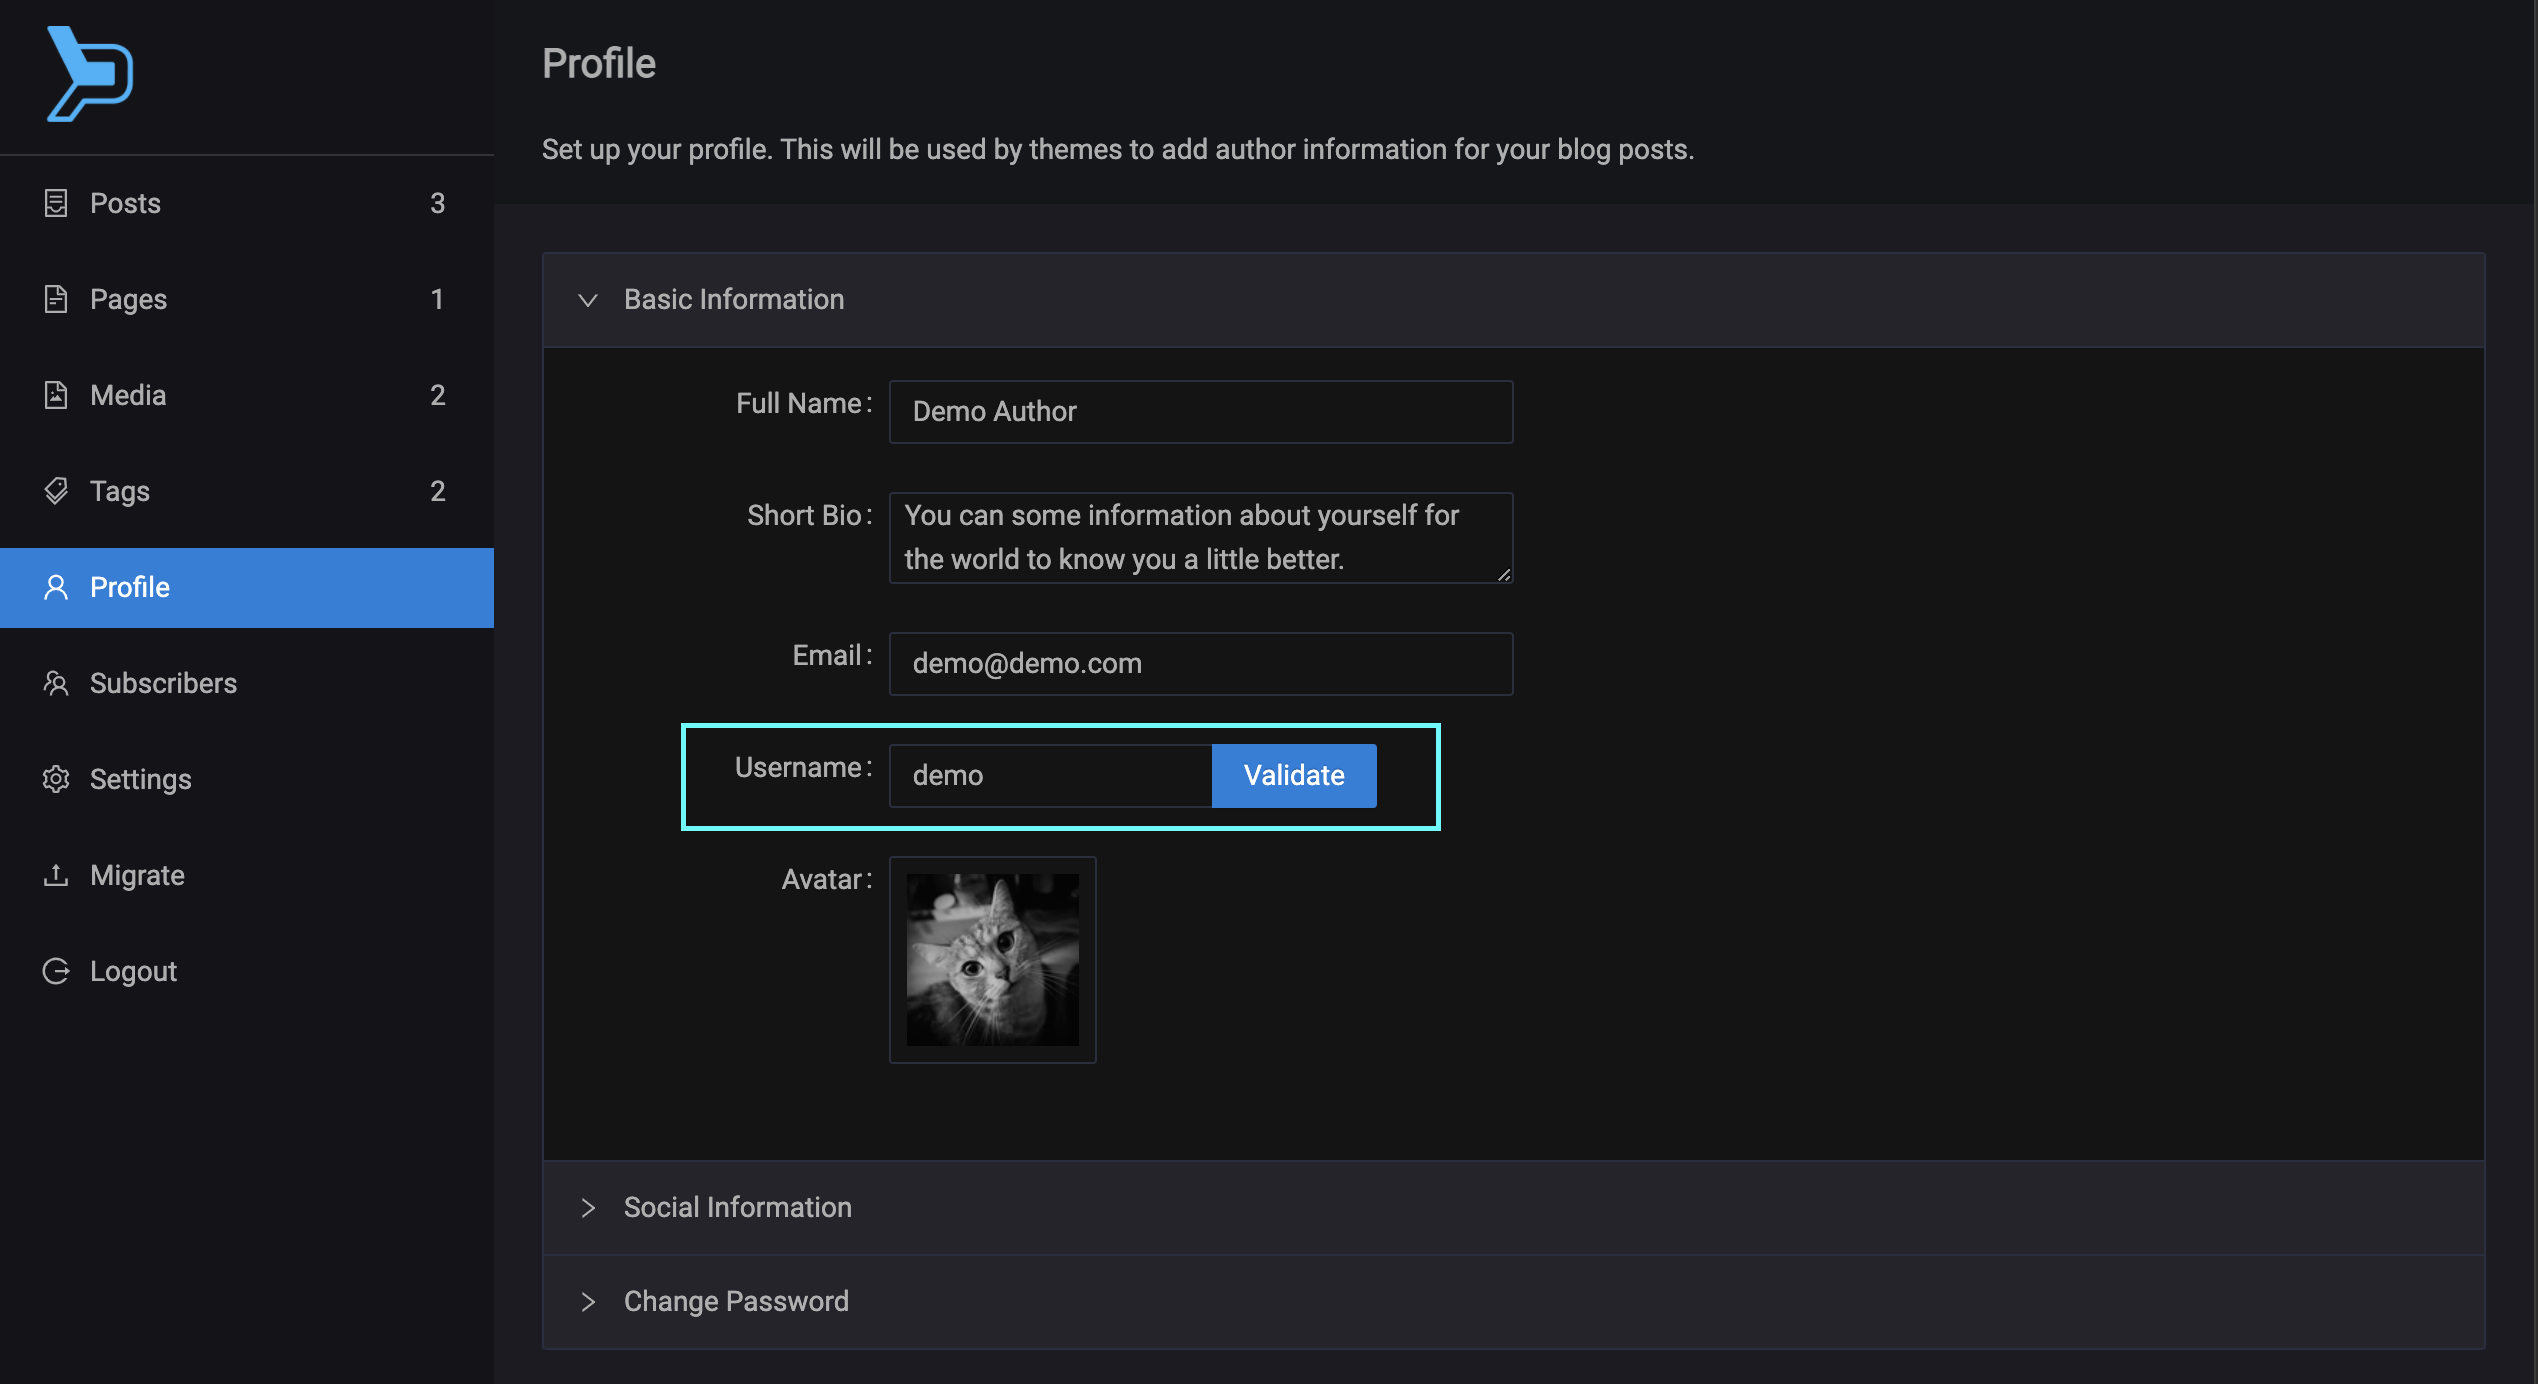 Profile
Set up your profile. This will be used by themes to add author information for your blog posts.
Posts 3
Pages 1
Media 2
Tags 2
Profile
Subscribers
Settings
Migrate
Logout
Basic Information
Full Name: Demo Author
Short Bio: You can some information about yourself for
the world to know you a little better.
Email: demo@demo.com
Username: demo Validate
Avatar:
Social Information
Change Password